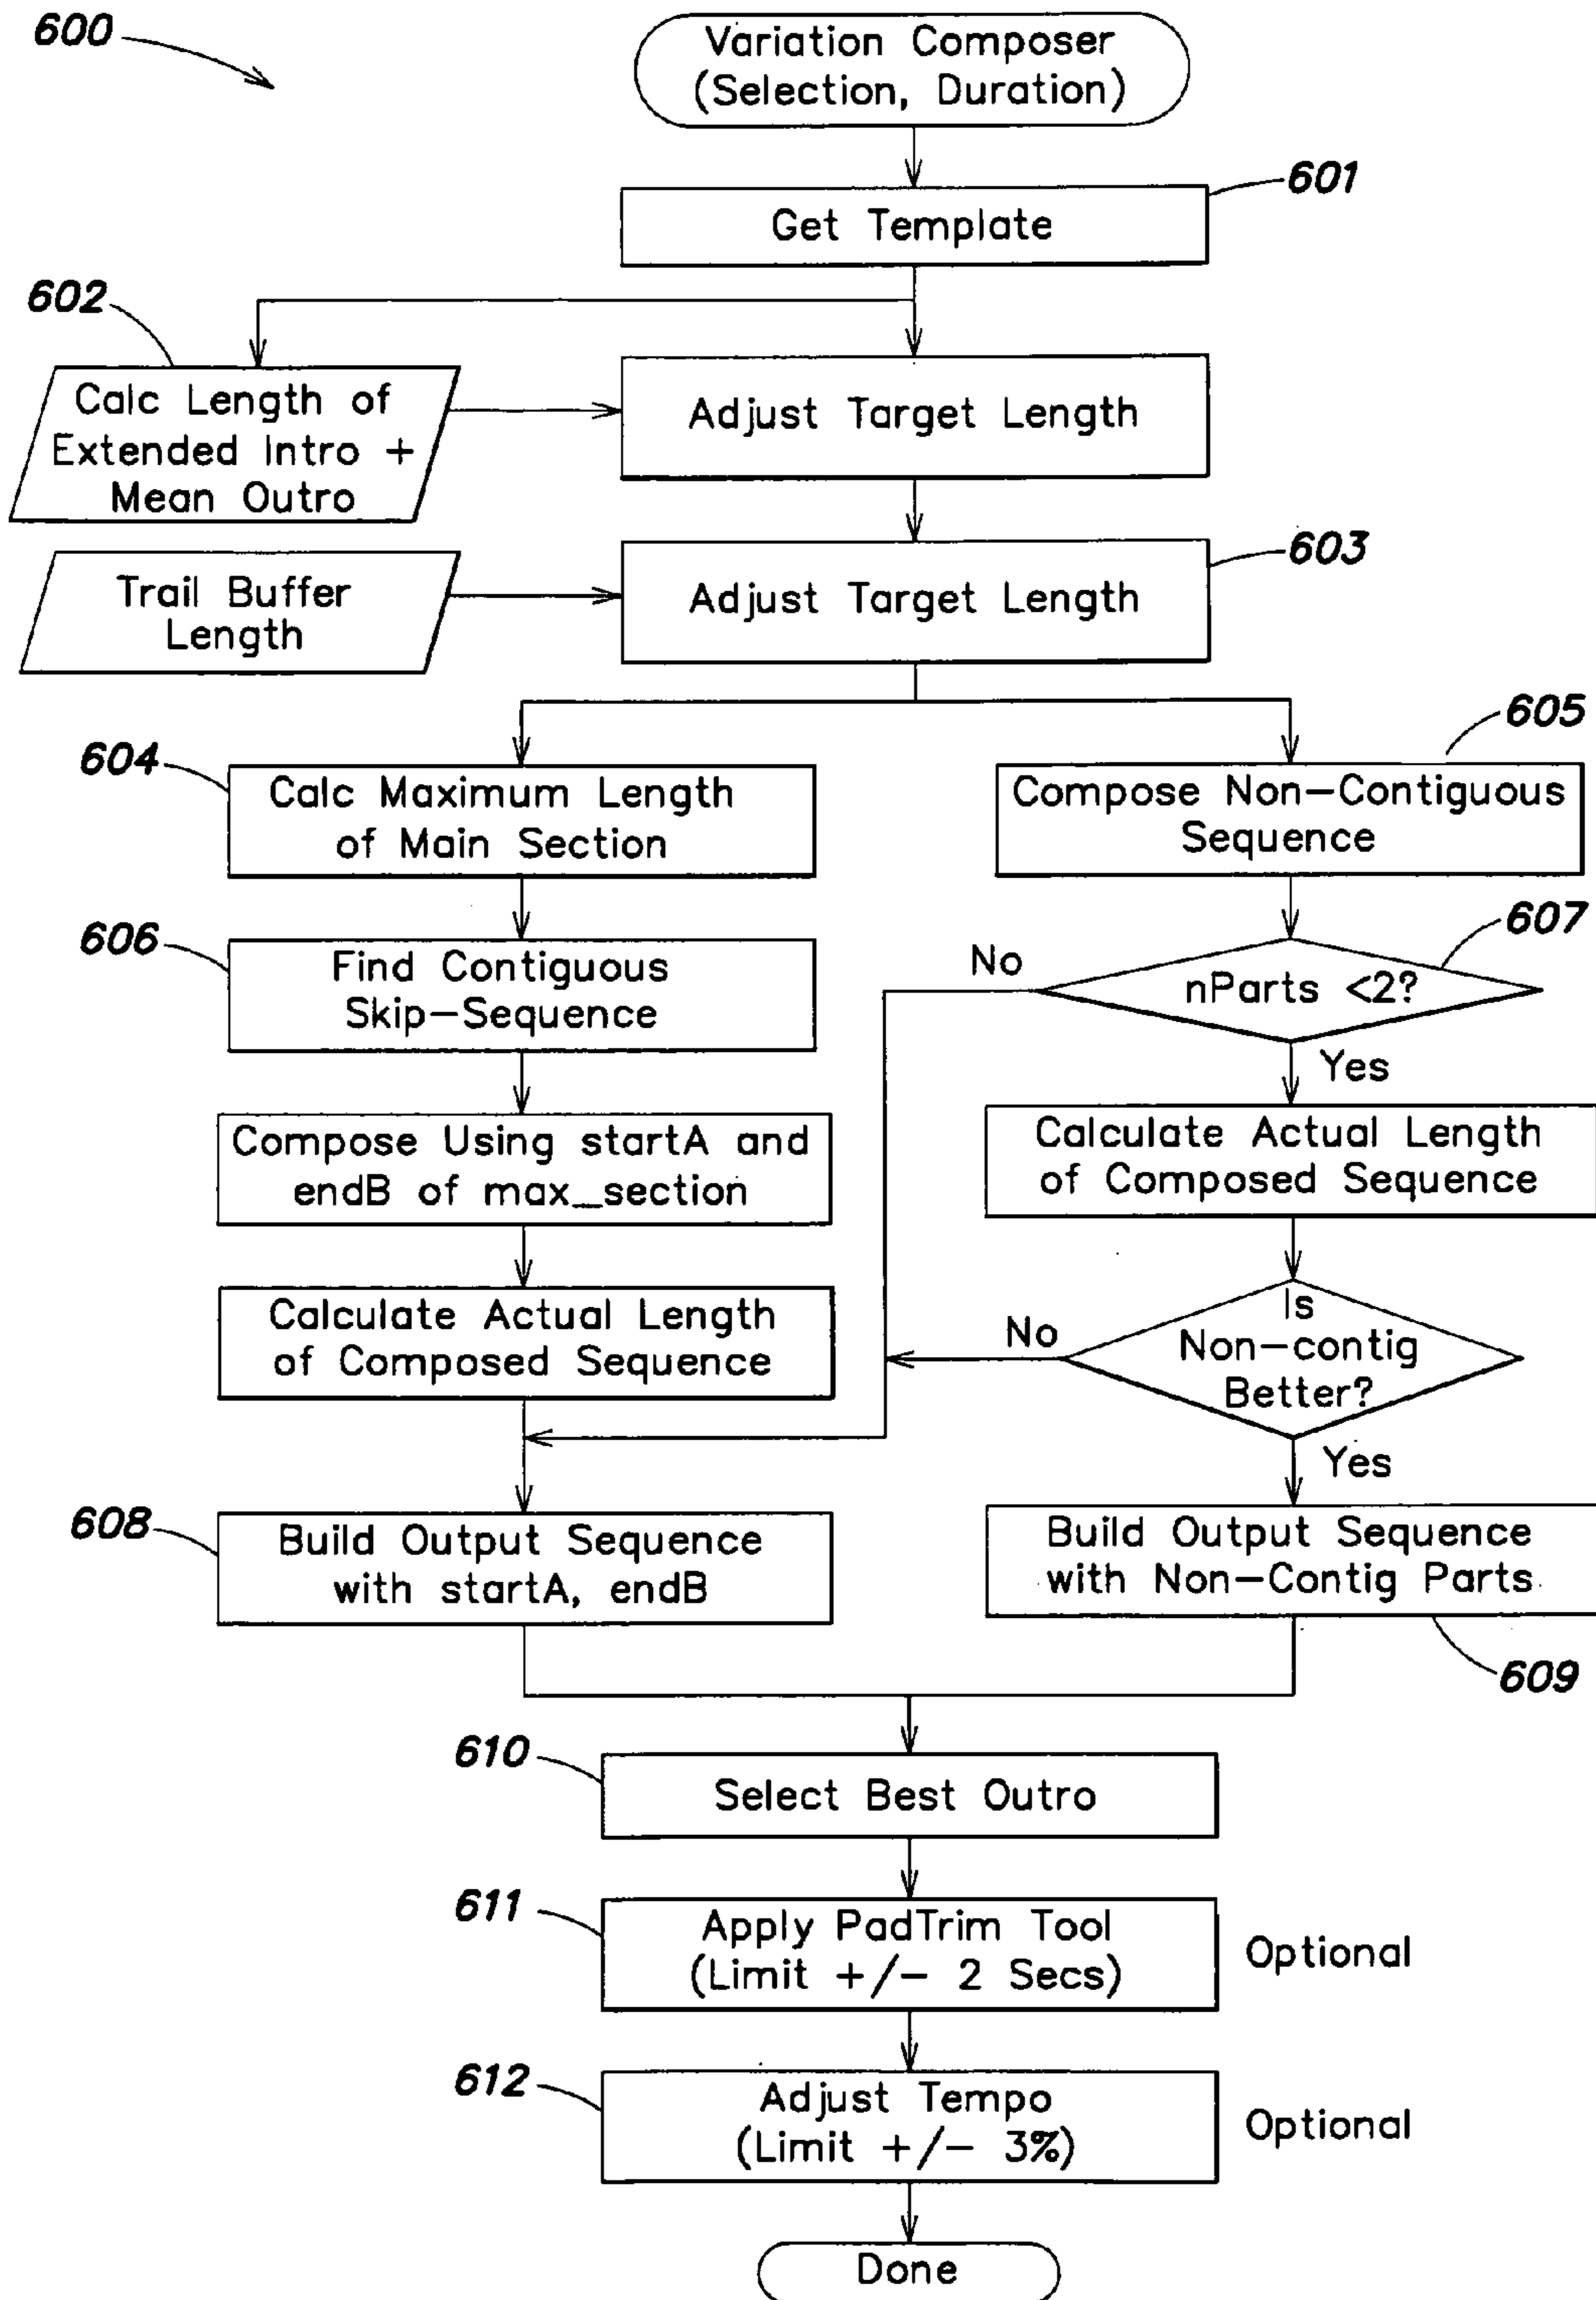 600
Variation Composer
(Selection, Duration)
601
Get Template
602
Calc Length of
Extended Intro +
Mean Outro
Adjust Target Length
Trail Buffer
Length
603
Adjust Target Length
604
Calc Maximum Length
of Main Section
605
Compose Non-Contiguous
Sequence
606
Find Contiguous
Skip-Sequence
607
No
nParts <2?
Yes
Compose Using startA and
endB of max_section
Calculate Actual Length
of Composed Sequence
Calculate Actual Length
of Composed Sequence
No
Is
Non-contig
Better?
Yes
608
Build Output Sequence
with startA, endB
Build Output Sequence
with Non-Contig Parts
609
610
Select Best Outro
611
Apply PadTrim Tool
(Limit +/- 2 Secs)
Optional
612
Adjust Tempo
(Limit +/- 3%)
Optional
Done